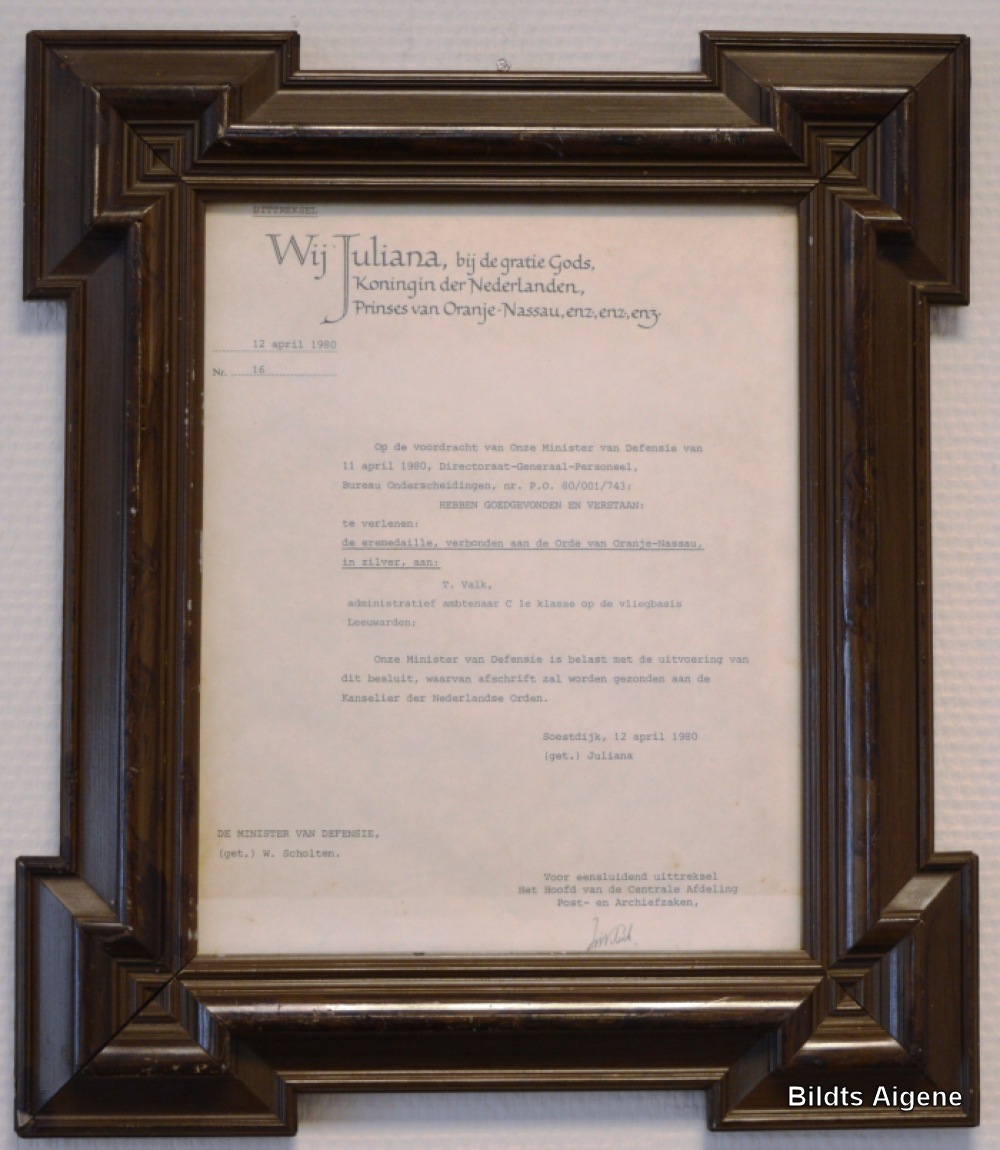 UITTREKSEL
Wij Juliana, bij de gratie Gods,
Koningin der Nederlanden,
Prinses van Oranje-Nassau, enz., enz., enz.
12 april 1980
Nr. 16
Op de voordracht van Onze Minister van Defensie van
11 april 1980, Directoraat-Generaal-Personeel,
Bureau Onderscheidingen, nr. P.O. 80/001/743;
HEBBEN GOEDGEVONDEN EN VERSTAAN:
te verlenen:
de eremedaille, verbonden aan de Orde van Oranje-Nassau,
in zilver, aan:
T. Valk,
administratief ambtenaar C 1e klasse op de vliegbasis
Leeuwarden;
Onze Minister van Defensie is belast met de uitvoering van
dit besluit, waarvan afschrift zal worden gezonden aan de
Kanselier der Nederlandse Orden.
Soestdijk, 12 april 1980
(get.) Juliana
DE MINISTER VAN DEFENSIE,
(get.) W. Scholten.
Voor eensluidend uittreksel
Het Hoofd van de Centrale Afdeling
Post- en Archiefzaken,
Bildts Aigene